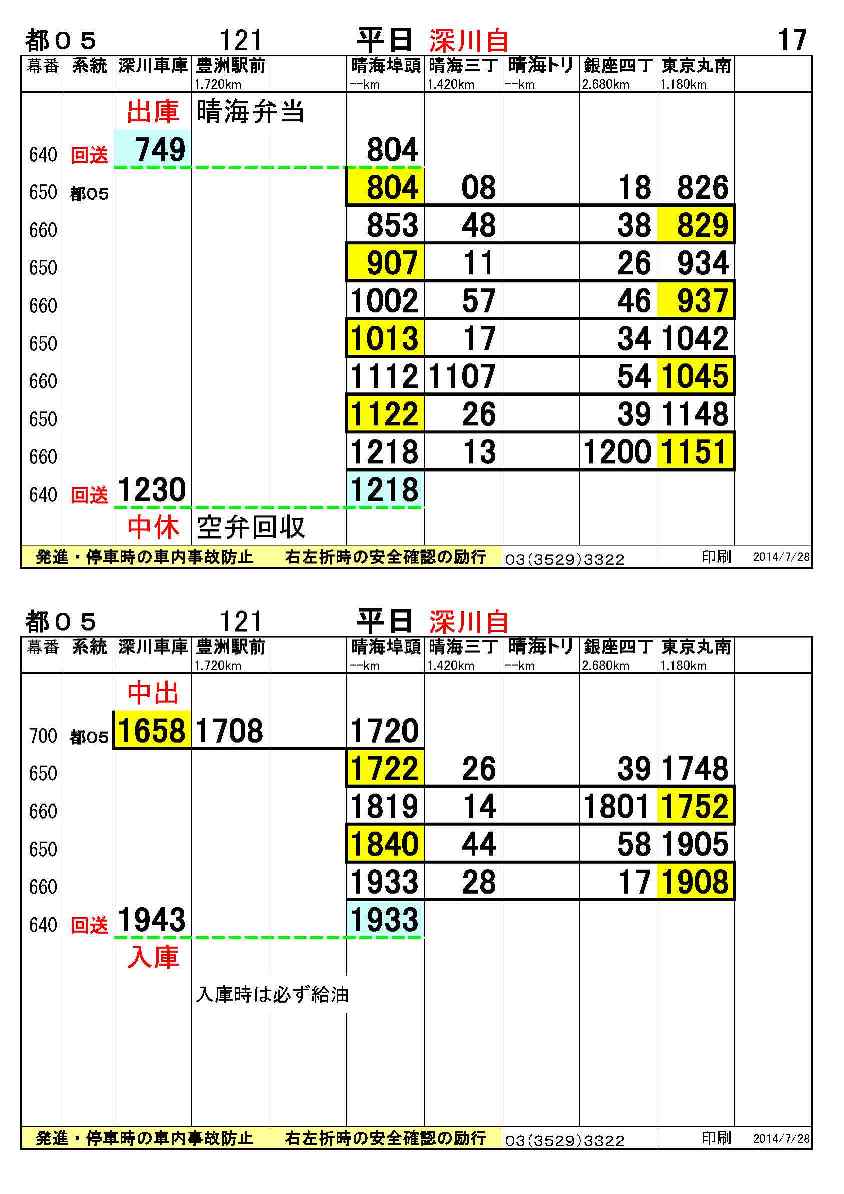 都０５ 121 平日 深川自 17
幕番 系統 深川車庫 豊洲駅前 晴海埠頭 晴海三丁 晴海トリ 銀座四丁 東京丸南
1.720km --km 1.420km --km 2.680km 1.180km
出庫 晴海弁当
640 回送 749 804
650 都05 804 08 18 826
660 853 48 38 829
650 907 11 26 934
660 1002 57 46 937
650 1013 17 34 1042
660 1112 1107 54 1045
650 1122 26 39 1148
660 1218 13 1200 1151
640 回送 1230 1218
中休 空弁回収
発進・停車時の車内事故防止 右左折時の安全確認の励行 03(3529)3322 印刷 2014/7/28
都０５ 121 平日 深川自
幕番 系統 深川車庫 豊洲駅前 晴海埠頭 晴海三丁 晴海トリ 銀座四丁 東京丸南
1.720km --km 1.420km --km 2.680km 1.180km
中出
700 都05 1658 1708 1720
650 1722 26 39 1748
660 1819 14 1801 1752
650 1840 44 58 1905
660 1933 28 17 1908
640 回送 1943 1933
入庫
入庫時は必ず給油
発進・停車時の車内事故防止 右左折時の安全確認の励行 03(3529)3322 印刷 2014/7/28